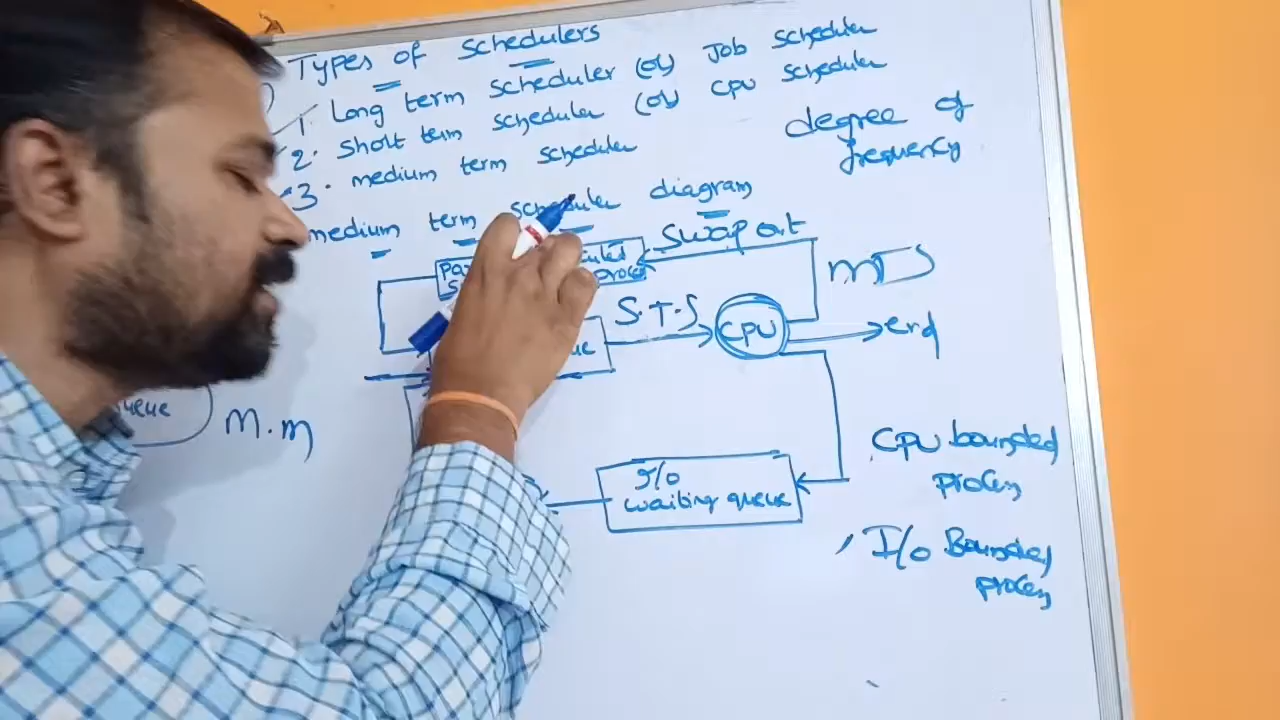 Types of schedulers
1. Long term scheduler (or) Job scheduler
2. Short term scheduler (or) CPU scheduler
3. medium term scheduler
degree of
frequency
medium term scheduler diagram
swap out
MTS
S.T.S
CPU
end
M.M
I/O
waiting queue
CPU bounded
process
I/o Bounded
process